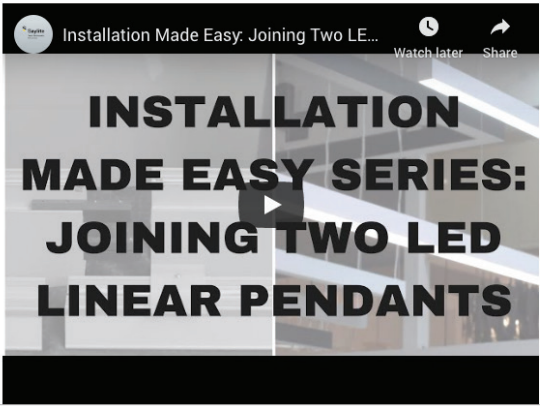 Installation Made Easy: Joining Two LE...
Watch later
Share
INSTALLATION
MADE EASY SERIES:
JOINING TWO LED
LINEAR PENDANTS